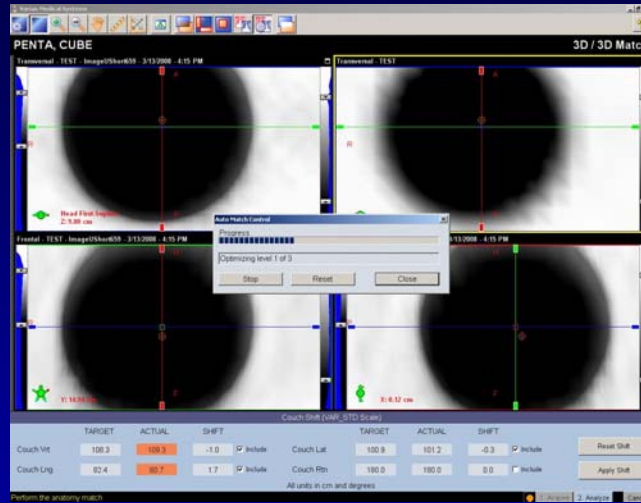 Varian Medical Systems
PENTA, CUBE
3D / 3D Matc
Transversal - TEST - ImageUShort659 - 3/13/2008 - 4:15 PM
Transversal - TEST
R
R
Head First Supine
Z: 9.00 cm
Auto Match Control
Progress
Optimizing level 1 of 3
Stop Reset Close
Frontal - TEST - ImageUShort659 - 3/13/2008 - 4:15 PM
3/13/2008 - 4:15 PM
R
X: 0.12 cm
Couch Shift (VAR_STD Scale)
TARGET ACTUAL SHIFT TARGET ACTUAL SHIFT
Couch Vrt 108.3 109.3 -1.0 Include Couch Lat 100.9 101.2 -0.3 Include Reset Shift
Couch Lng 82.4 80.7 1.7 Include Couch Rtn 180.0 180.0 0.0 Include Apply Shift
All units in cm and degrees
Perform the anatomy match 1. Acquire 2. Analyze Canc